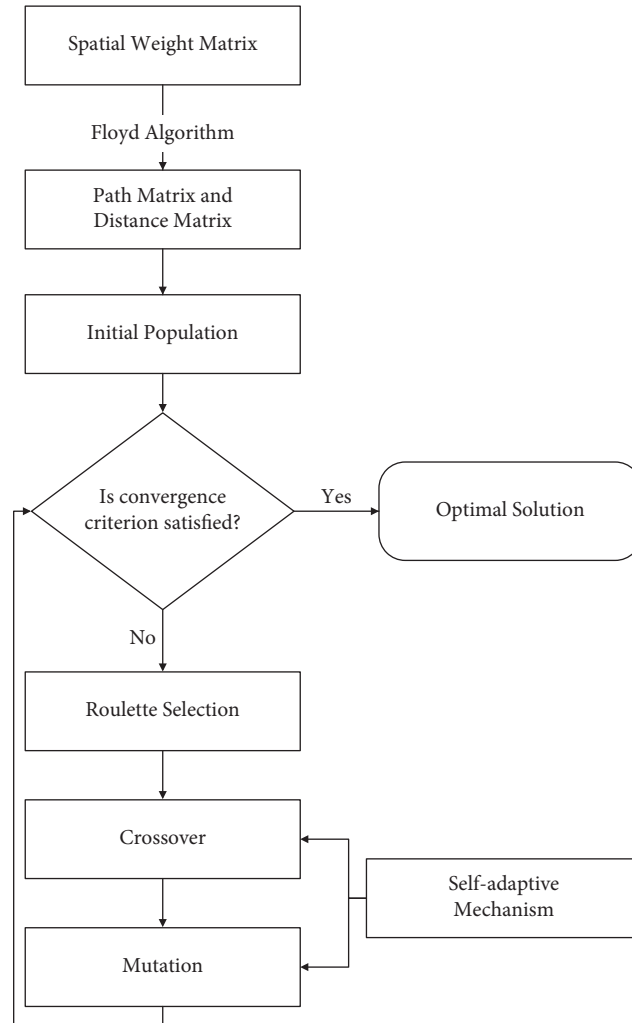 Spatial Weight Matrix
Floyd Algorithm
Path Matrix and
Distance Matrix
Initial Population
Is convergence
criterion satisfied?
Yes
Optimal Solution
No
Roulette Selection
Crossover
Self-adaptive
Mechanism
Mutation